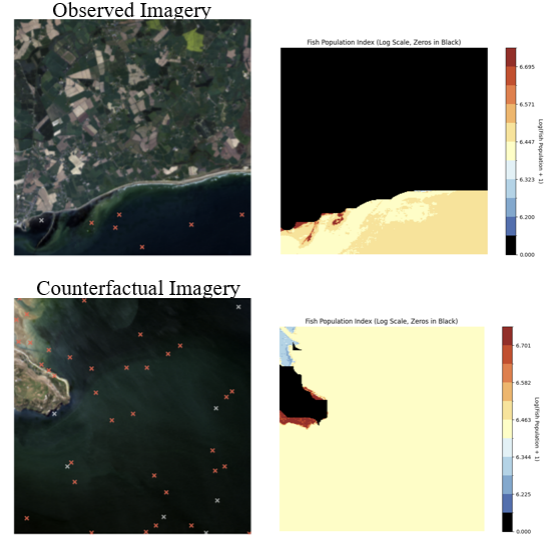 Observed Imagery
Fish Population Index (Log Scale, Zeros in Black)
6.695
6.571
6.447
6.323
6.200
0.000
Log(Fish Population + 1)
Counterfactual Imagery
Fish Population Index (Log Scale, Zeros in Black)
6.701
6.582
6.463
6.344
6.225
0.000
Log(Fish Population + 1)